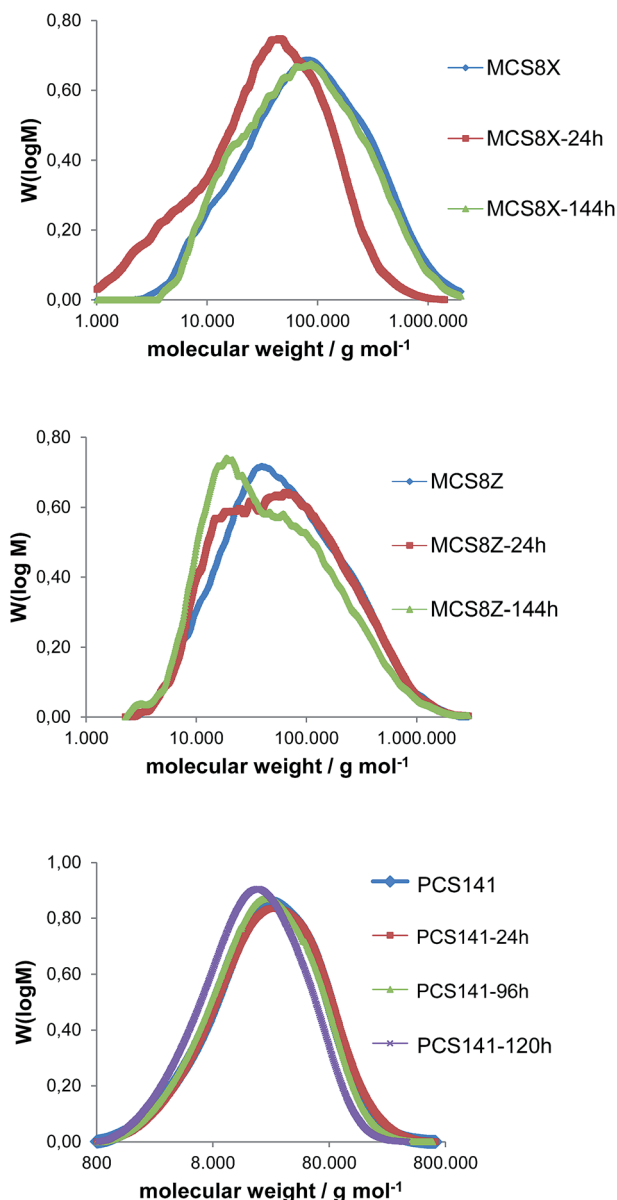 0,80
0,60
0,40
0,20
0,00
W(logM)
1.000
10.000
100.000
1.000.000
molecular weight / g mol-1
MCS8X
MCS8X-24h
MCS8X-144h
0,80
0,60
0,40
0,20
0,00
W(log M)
1.000
10.000
100.000
1.000.000
molecular weight / g mol-1
MCS8Z
MCS8Z-24h
MCS8Z-144h
1,00
0,80
0,60
0,40
0,20
0,00
W(logM)
800
8.000
80.000
800.000
molecular weight / g mol-1
PCS141
PCS141-24h
PCS141-96h
PCS141-120h